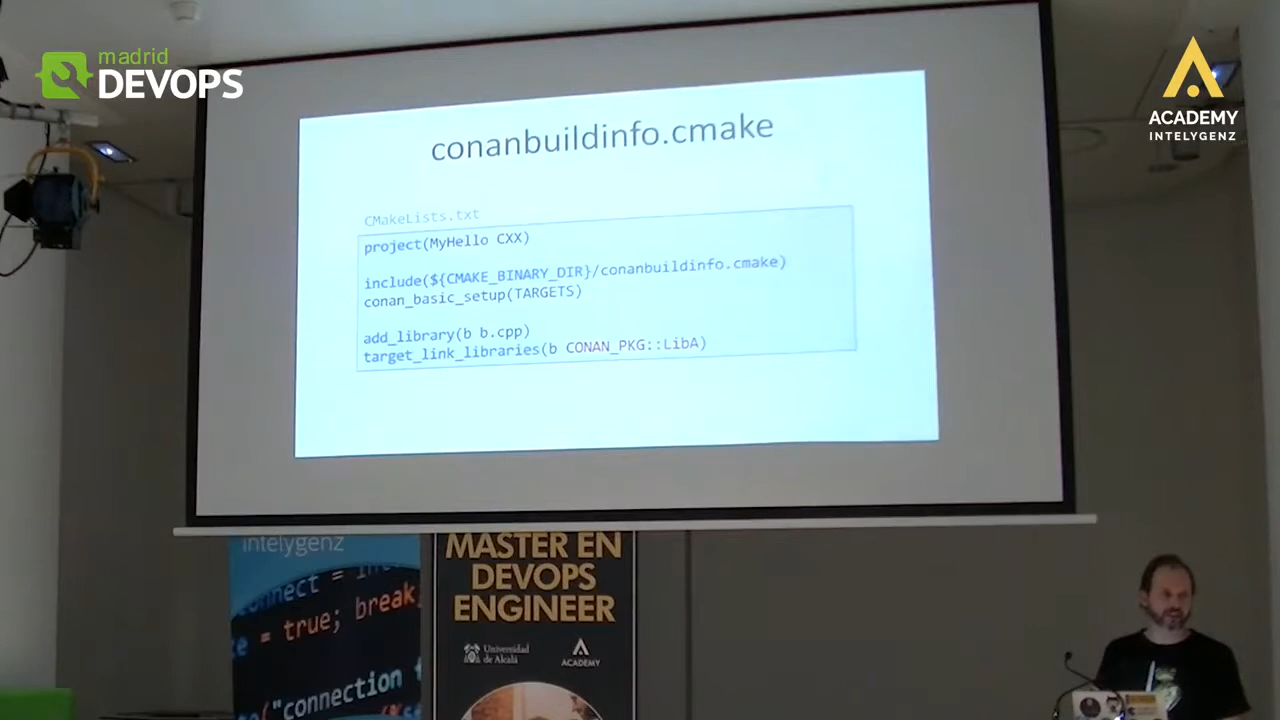 madrid
DEVOPS
ACADEMY
INTELYGENZ
conanbuildinfo.cmake
CMakeLists.txt
project(MyHello CXX)
include(${CMAKE_BINARY_DIR}/conanbuildinfo.cmake)
conan_basic_setup(TARGETS)
add_library(b b.cpp)
target_link_libraries(b CONAN_PKG::LibA)
intelygenz
= true; break;
("connection
MASTER EN
DEVOPS
ENGINEER
Universidad
de Alcalá
ACADEMY